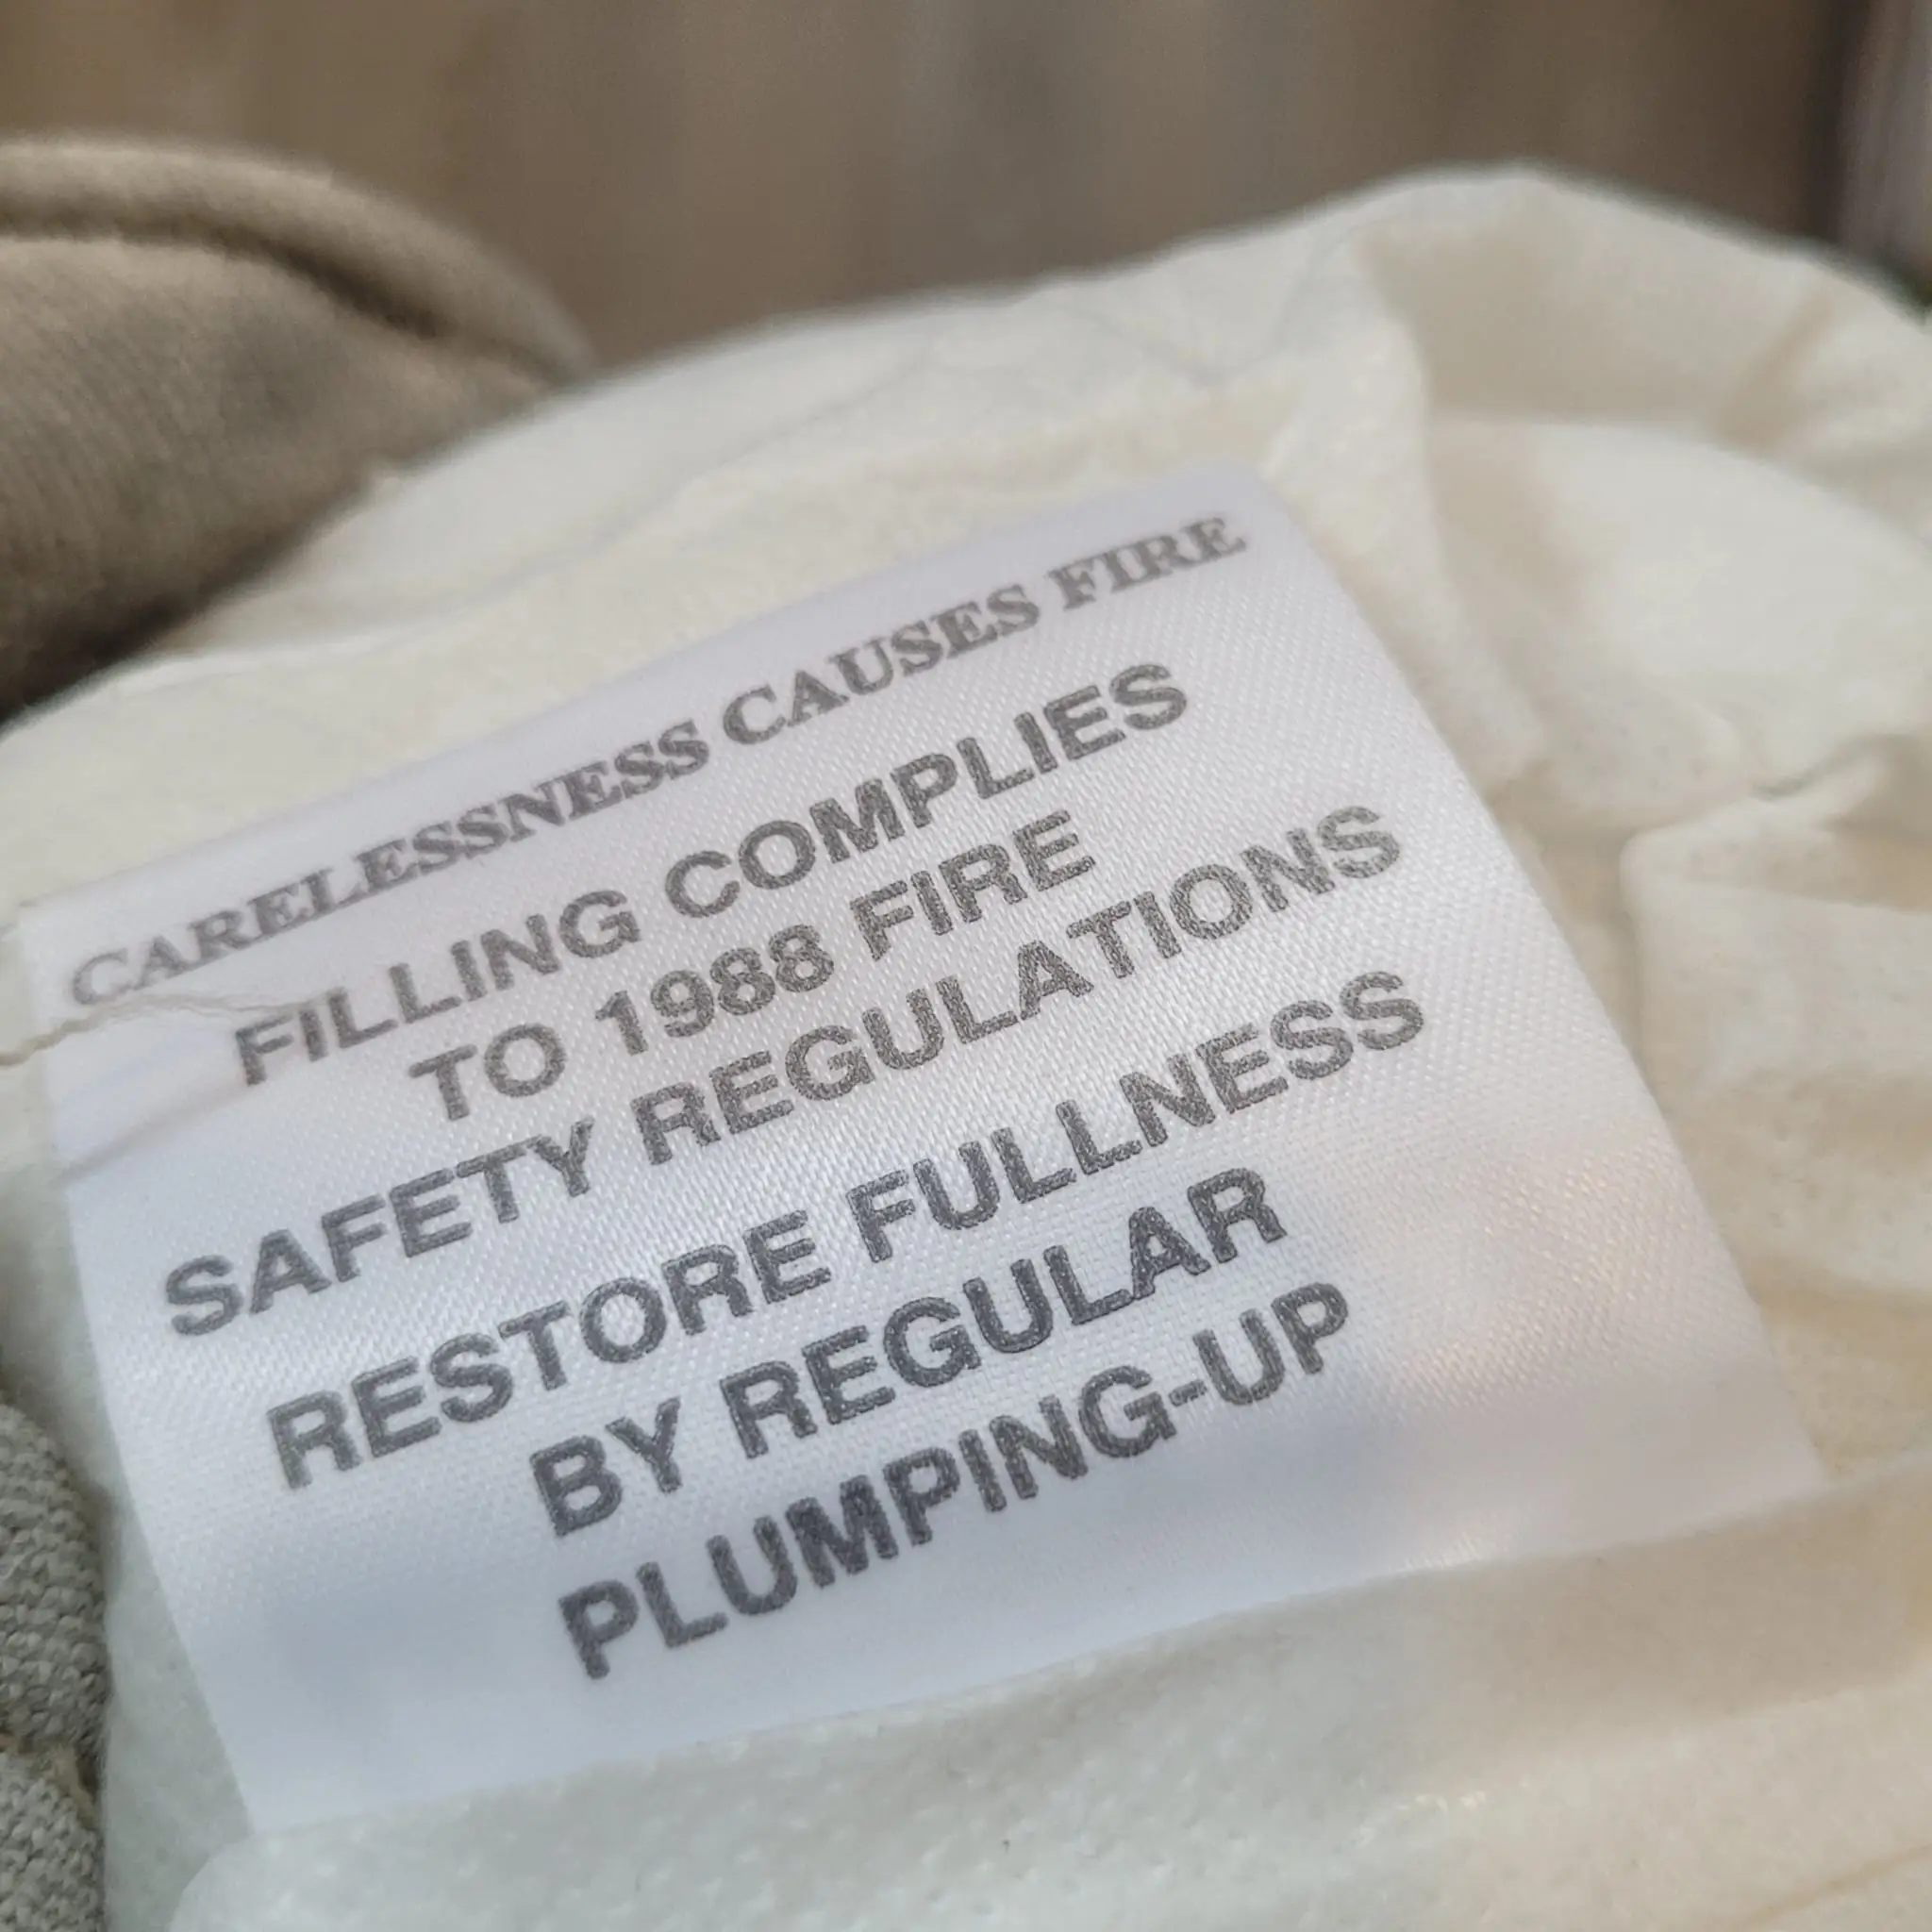 CARELESSNESS CAUSES FIRE
FILLING COMPLIES
TO 1988 FIRE
SAFETY REGULATIONS
RESTORE FULLNESS
BY REGULAR
PLUMPING-UP